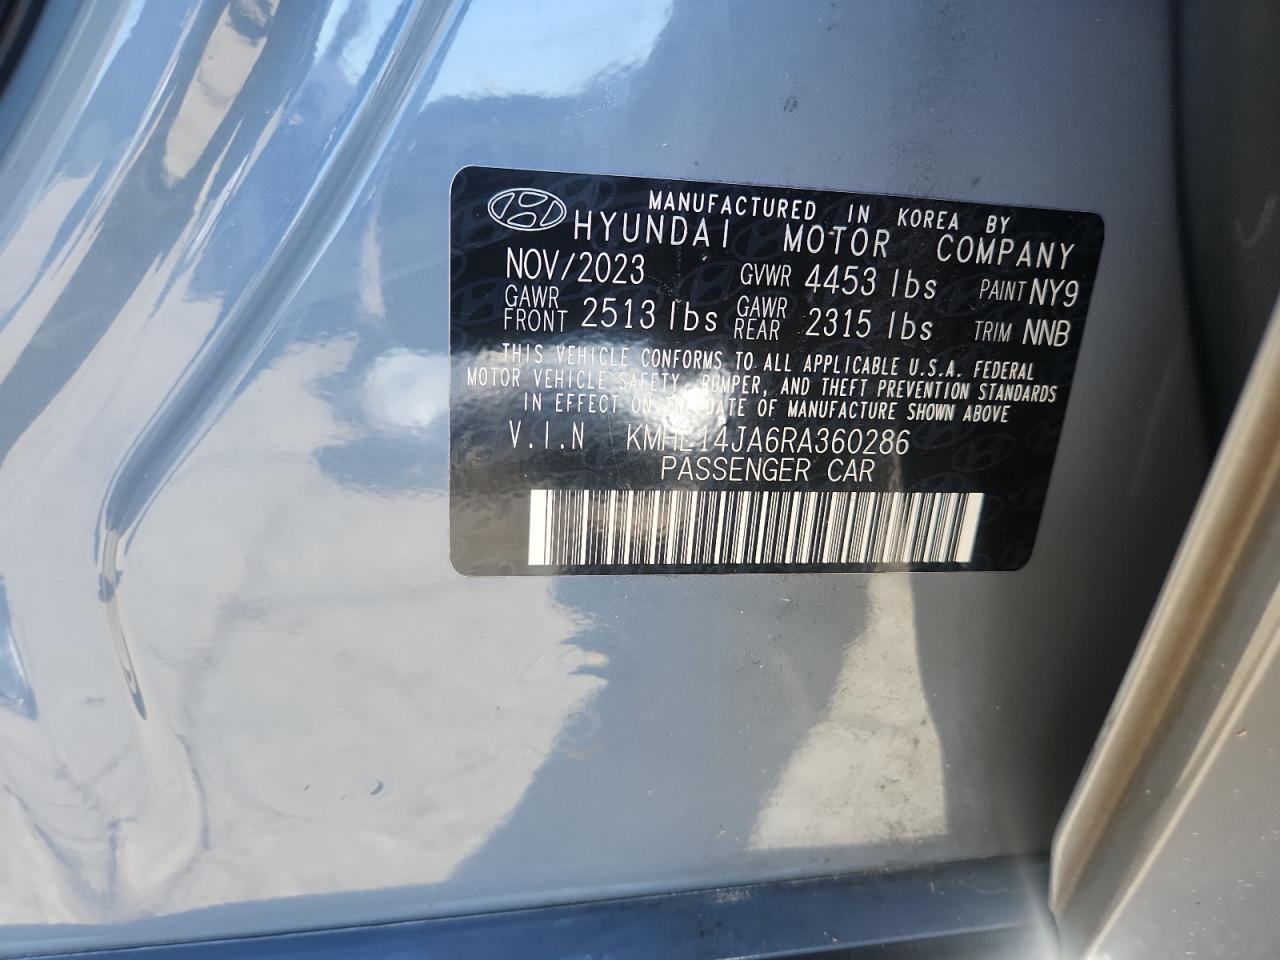 MANUFACTURED IN KOREA BY
HYUNDAI MOTOR COMPANY
NOV/2023 GVWR 4453 lbs PAINT NY9
GAWR FRONT 2513 lbs GAWR REAR 2315 lbs TRIM NNB
THIS VEHICLE CONFORMS TO ALL APPLICABLE U.S.A. FEDERAL
MOTOR VEHICLE SAFETY, BUMPER, AND THEFT PREVENTION STANDARDS
IN EFFECT ON THE DATE OF MANUFACTURE SHOWN ABOVE
V.I.N KMHL14JA6RA360286
PASSENGER CAR